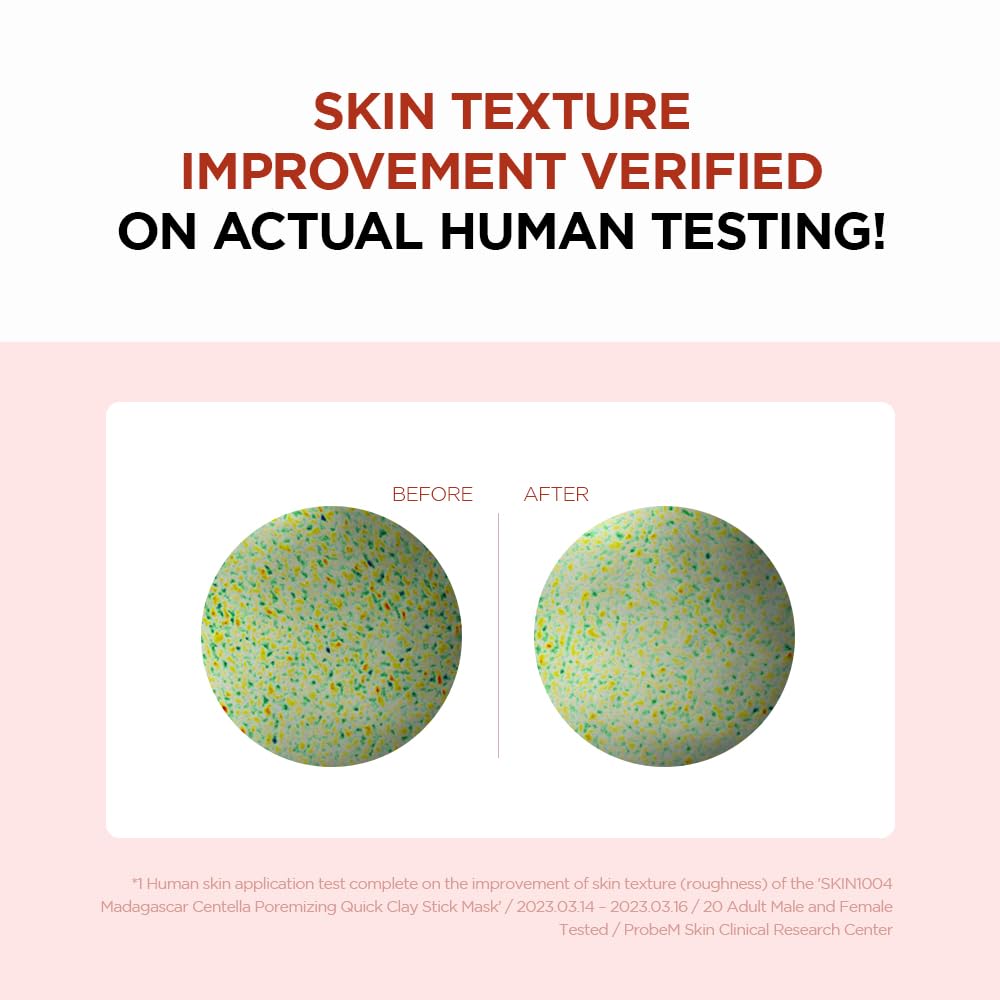 SKIN TEXTURE
IMPROVEMENT VERIFIED
ON ACTUAL HUMAN TESTING!
BEFORE
AFTER
*1 Human skin application test complete on the improvement of skin texture (roughness) of the 'SKIN1004
Madagascar Centella Poremizing Quick Clay Stick Mask' / 2023.03.14 – 2023.03.16 / 20 Adult Male and Female
Tested / ProbeM Skin Clinical Research Center